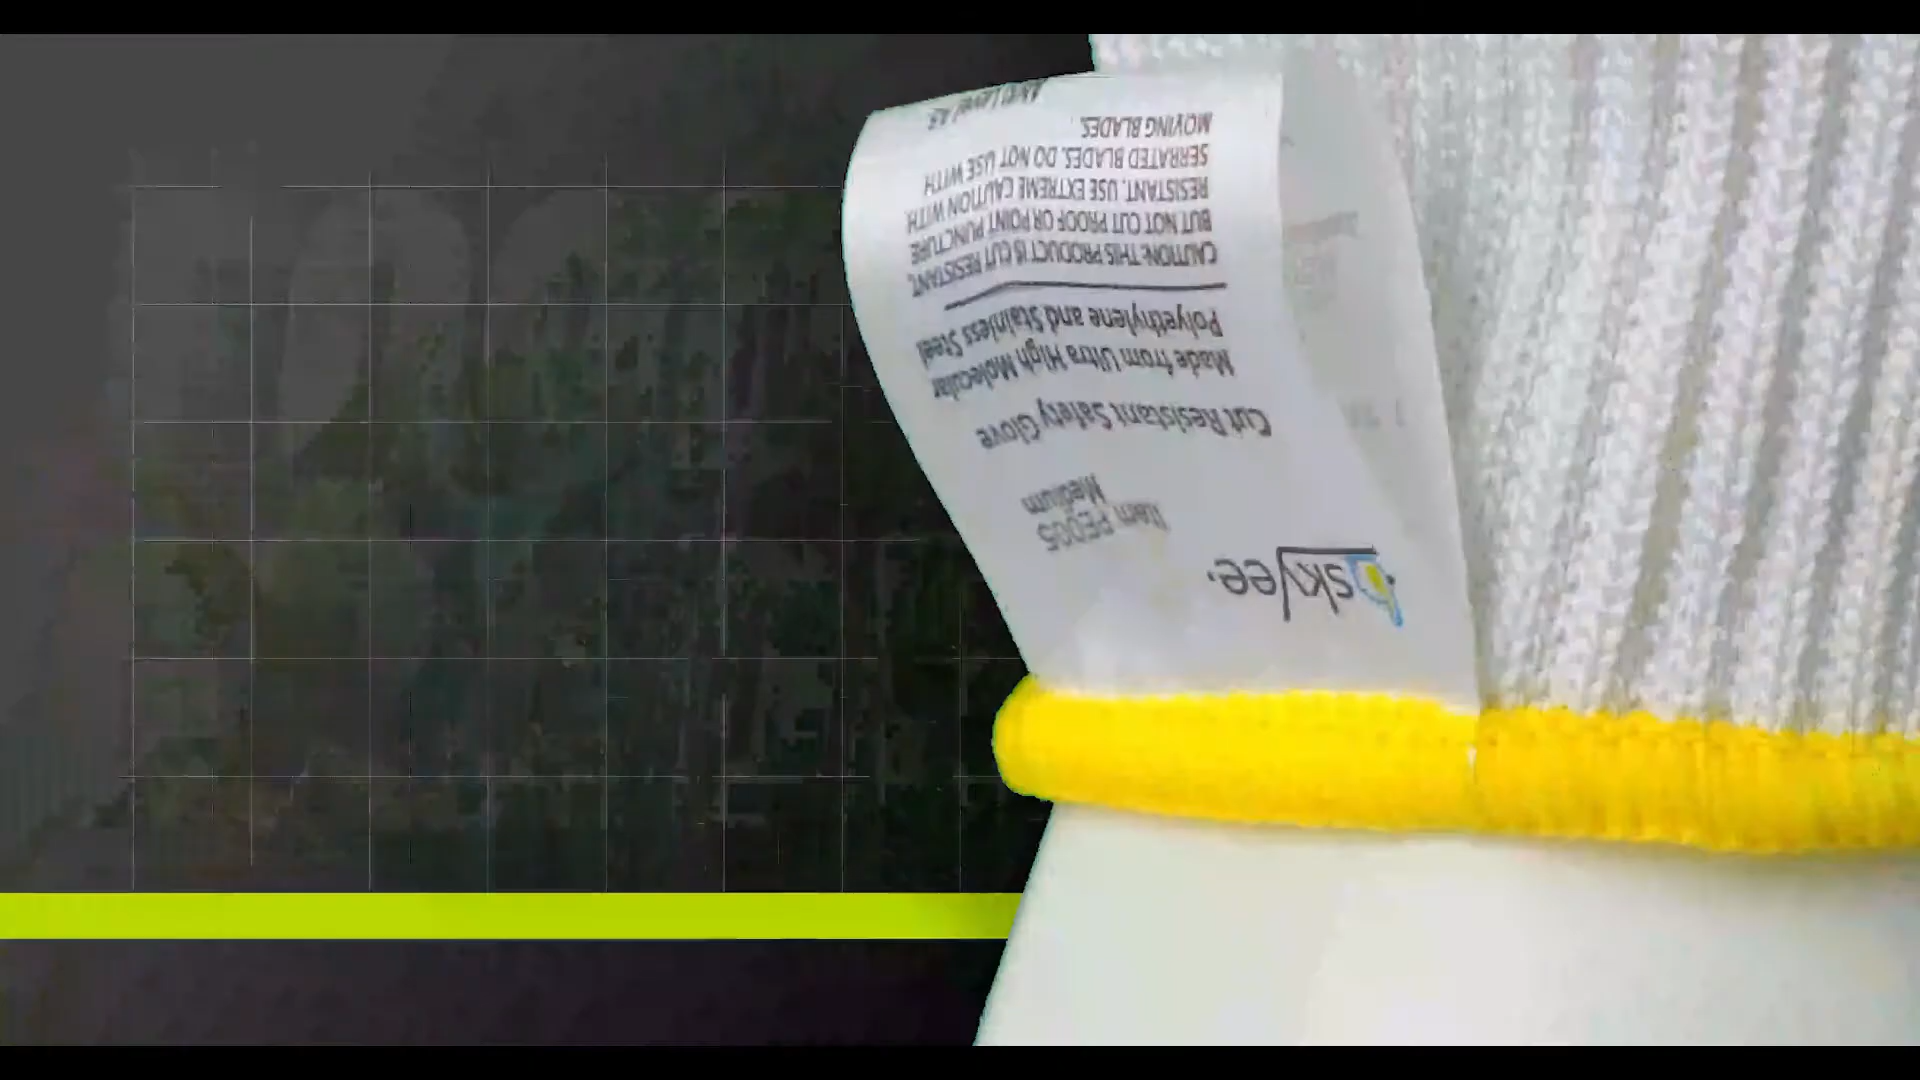 skyee.
Item PE005
Medium
Cut Resistant Safety Glove
Made from Ultra High Molecular
Polyethylene and Stainless Steel
CAUTION: THIS PRODUCT IS CUT RESISTANT,
BUT NOT CUT PROOF OR POINT PUNCTURE
RESISTANT. USE EXTREME CAUTION WITH
SERRATED BLADES. DO NOT USE WITH
MOVING BLADES.
Level